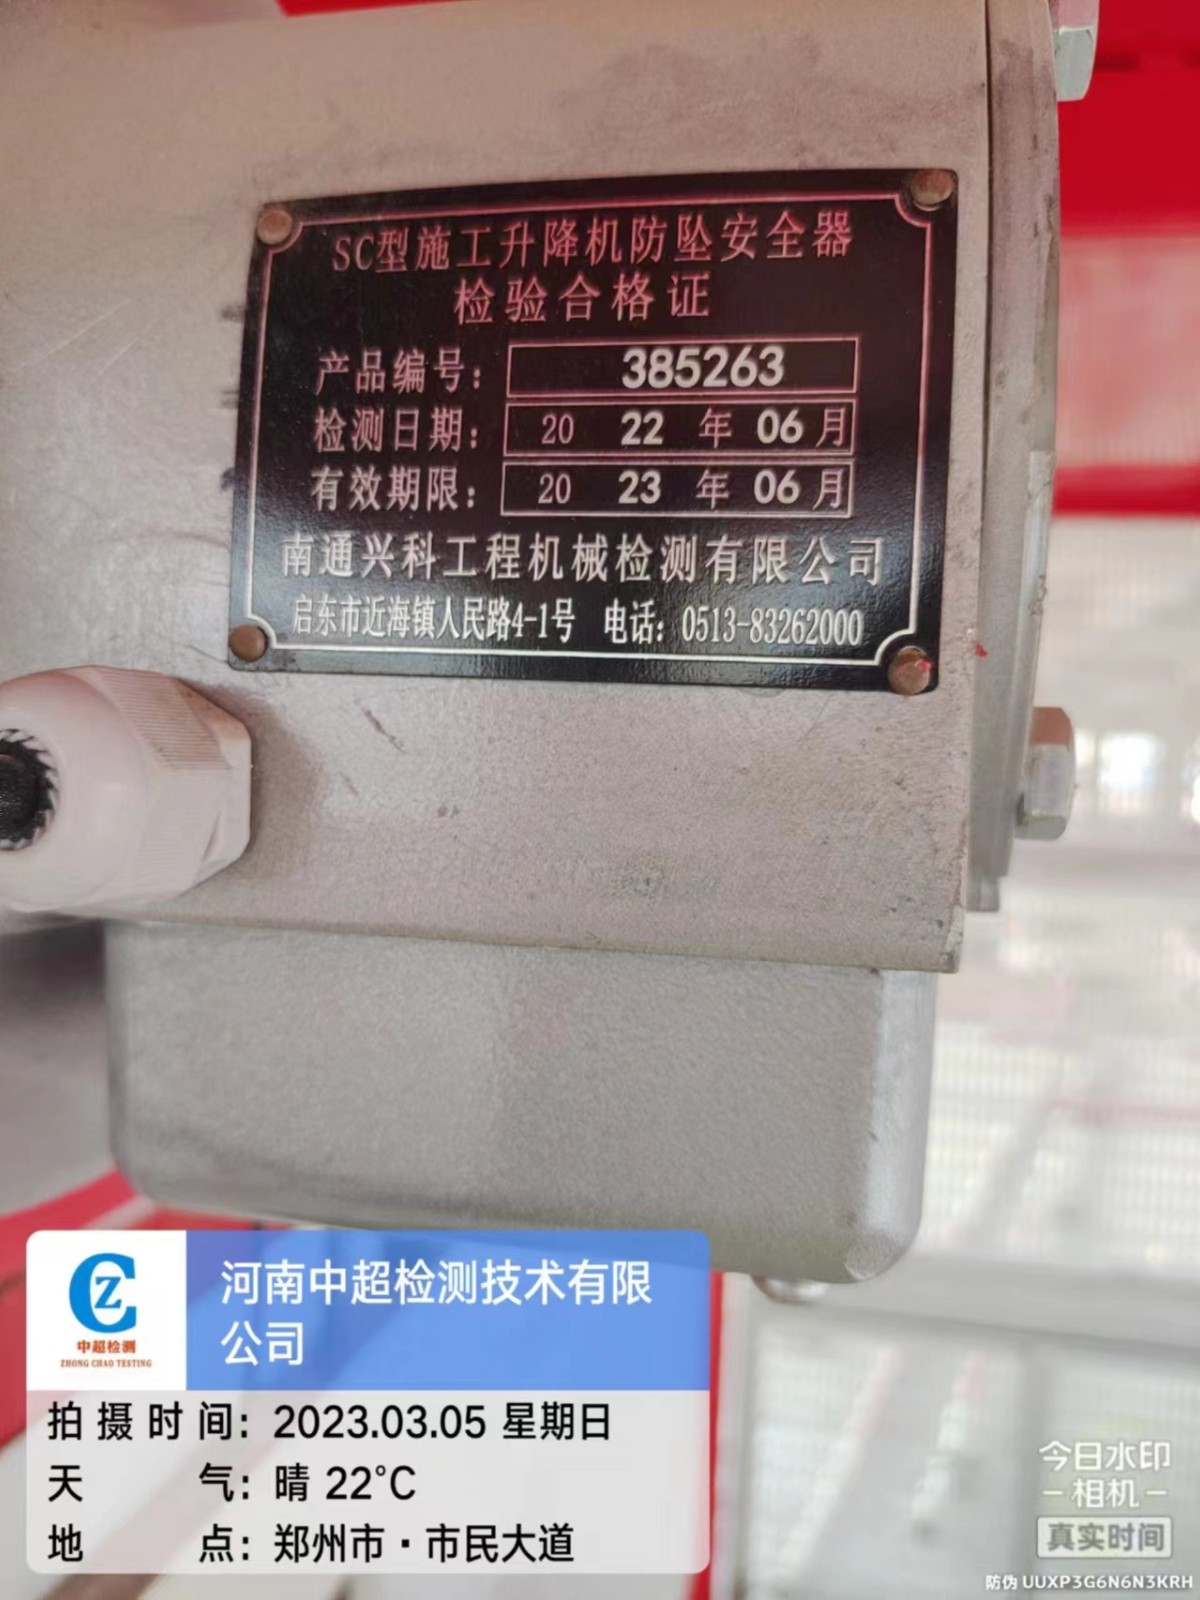 SC型施工升降机防坠安全器
检验合格证
产品编号： 385263
检测日期： 20 22 年 06 月
有效期限： 20 23 年 06 月
南通兴科工程机械检测有限公司
启东市近海镇人民路4-1号 电话：0513-83262000
CZ
中超检测
ZHONG CHAO TESTING
河南中超检测技术有限
公司
拍摄时间：2023.03.05 星期日
天气：晴 22℃
地点：郑州市·市民大道
今日水印
-相机-
真实时间
防伪 UUXP3G6N6N3KRH